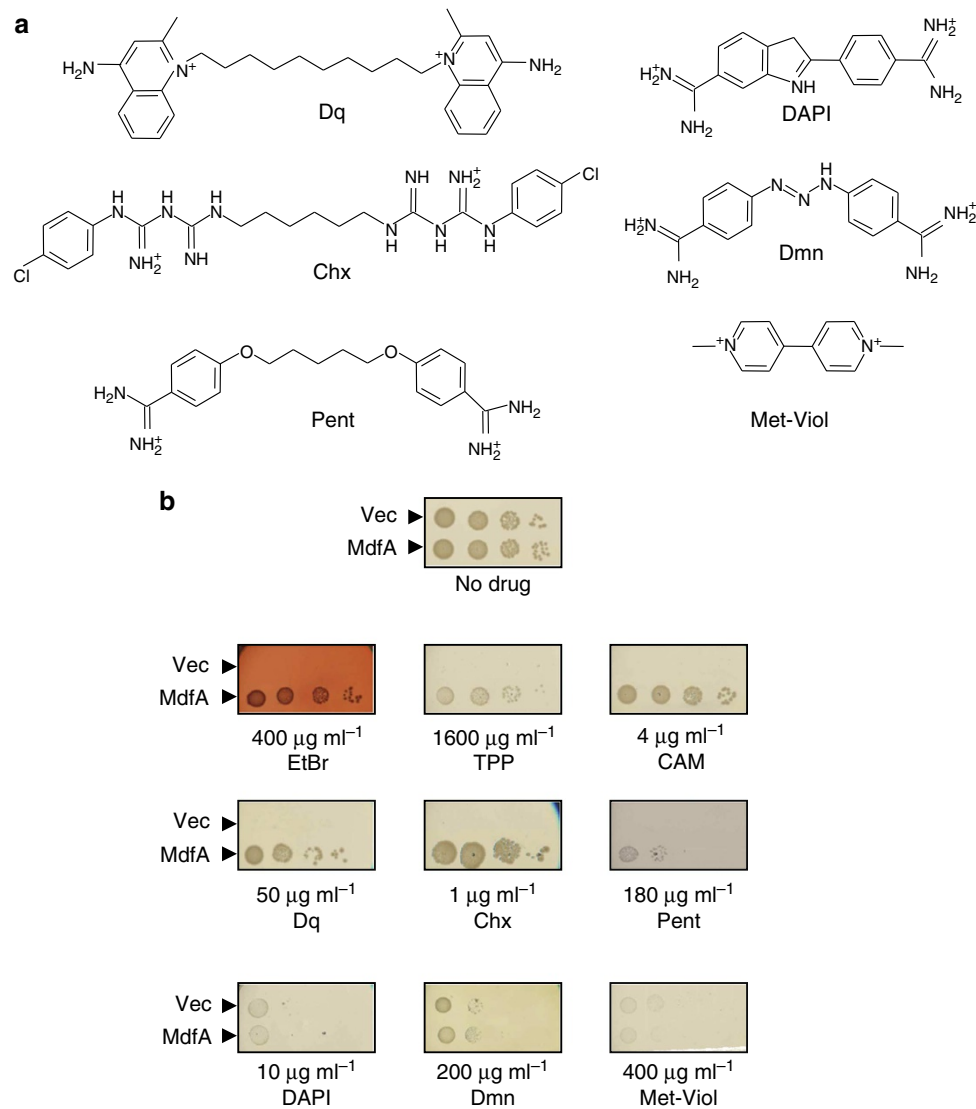 a
H₂N
N⁺
⁺N
NH₂
Dq
NH₂⁺
H₂⁺N
NH
NH₂
NH₂
DAPI
H
N
H
N
H
N
NH
NH₂⁺
Cl
Cl
NH₂⁺
NH
N
H
N
H
N
H
Chx
H
N
N
N
H₂⁺N
NH₂
NH₂⁺
NH₂
Dmn
H₂N
NH₂⁺
O
O
NH₂
NH₂⁺
Pent
⁺N
N⁺
Met-Viol
b
Vec
MdfA
No drug
Vec
MdfA
400 μg ml⁻¹
EtBr
1600 μg ml⁻¹
TPP
4 μg ml⁻¹
CAM
Vec
MdfA
50 μg ml⁻¹
Dq
1 μg ml⁻¹
Chx
180 μg ml⁻¹
Pent
Vec
MdfA
10 μg ml⁻¹
DAPI
200 μg ml⁻¹
Dmn
400 μg ml⁻¹
Met-Viol